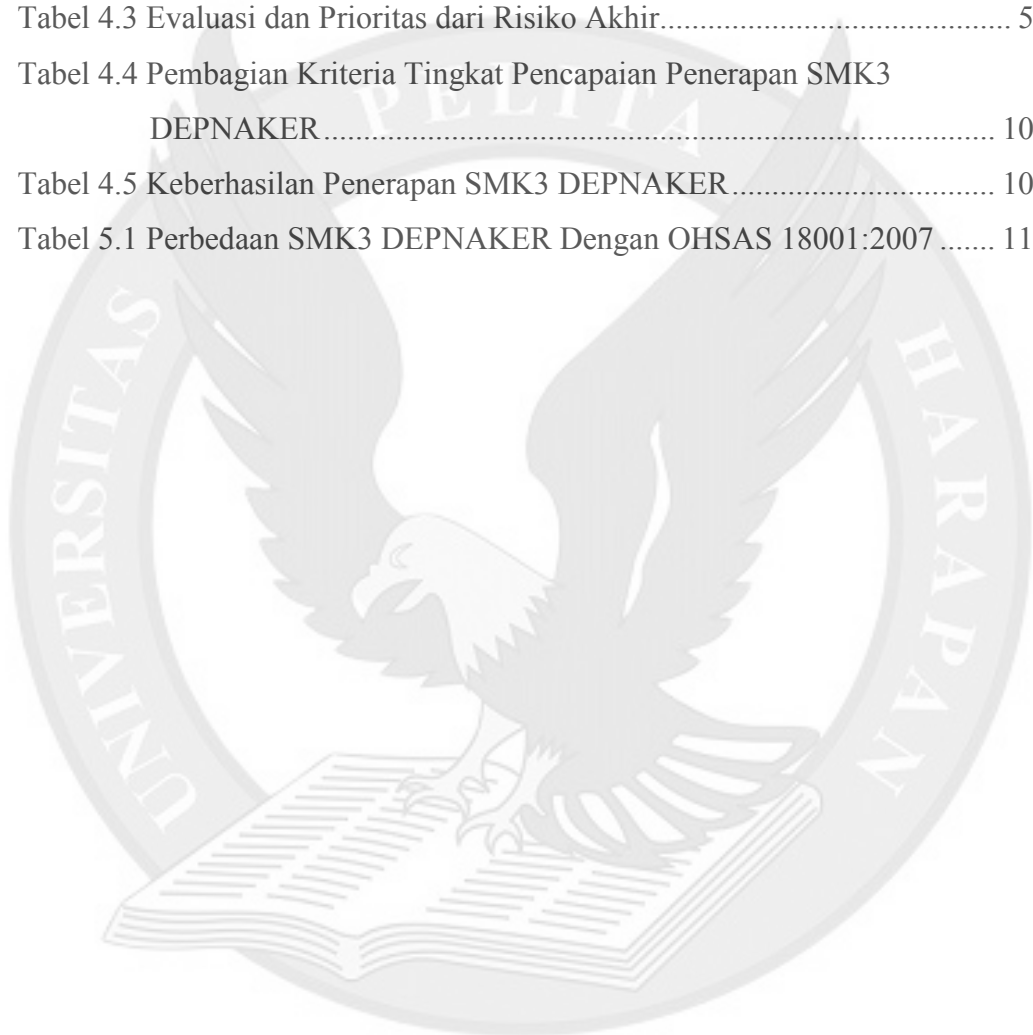 Tabel 4.3 Evaluasi dan Prioritas dari Risiko Akhir.................................................. 5
Tabel 4.4 Pembagian Kriteria Tingkat Pencapaian Penerapan SMK3
DEPNAKER................................................................................................ 10
Tabel 4.5 Keberhasilan Penerapan SMK3 DEPNAKER..................................... 10
Tabel 5.1 Perbedaan SMK3 DEPNAKER Dengan OHSAS 18001:2007....... 11
UNIVERSITAS PELITA HARAPAN